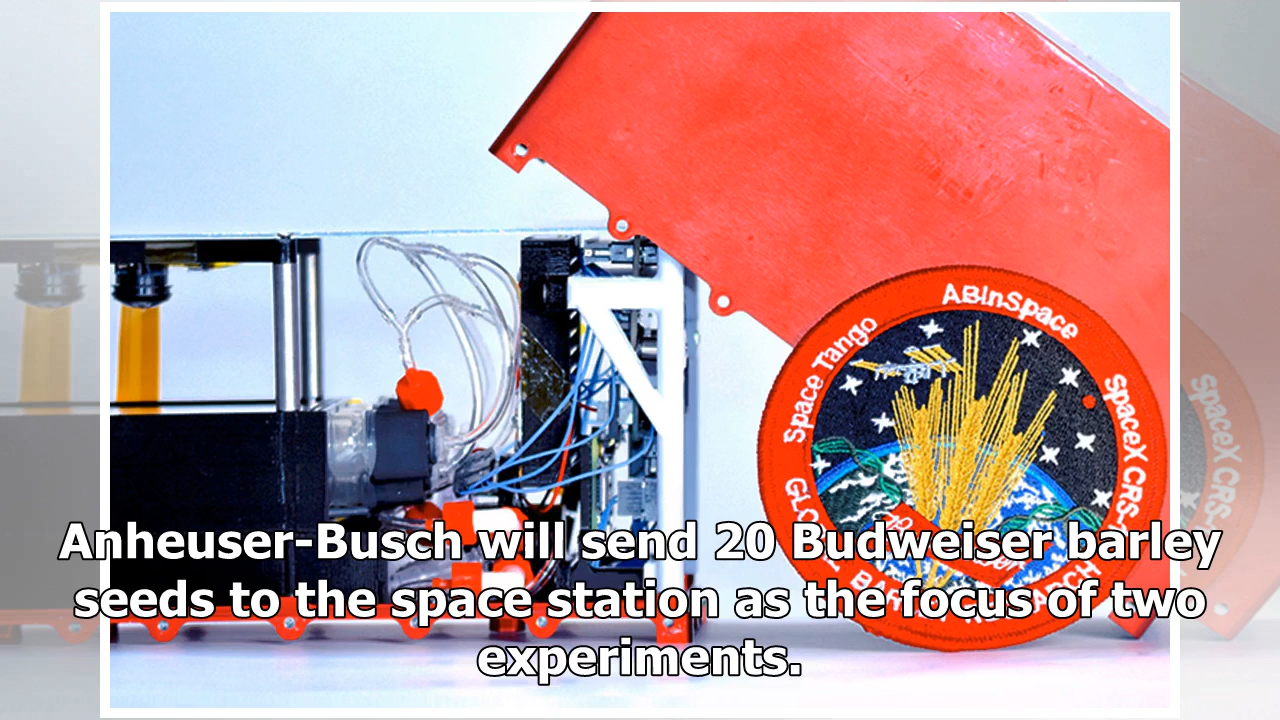 ABInSpace
Space Tango
SpaceX CRS-
Anheuser-Busch will send 20 Budweiser barley
seeds to the space station as the focus of two
experiments.